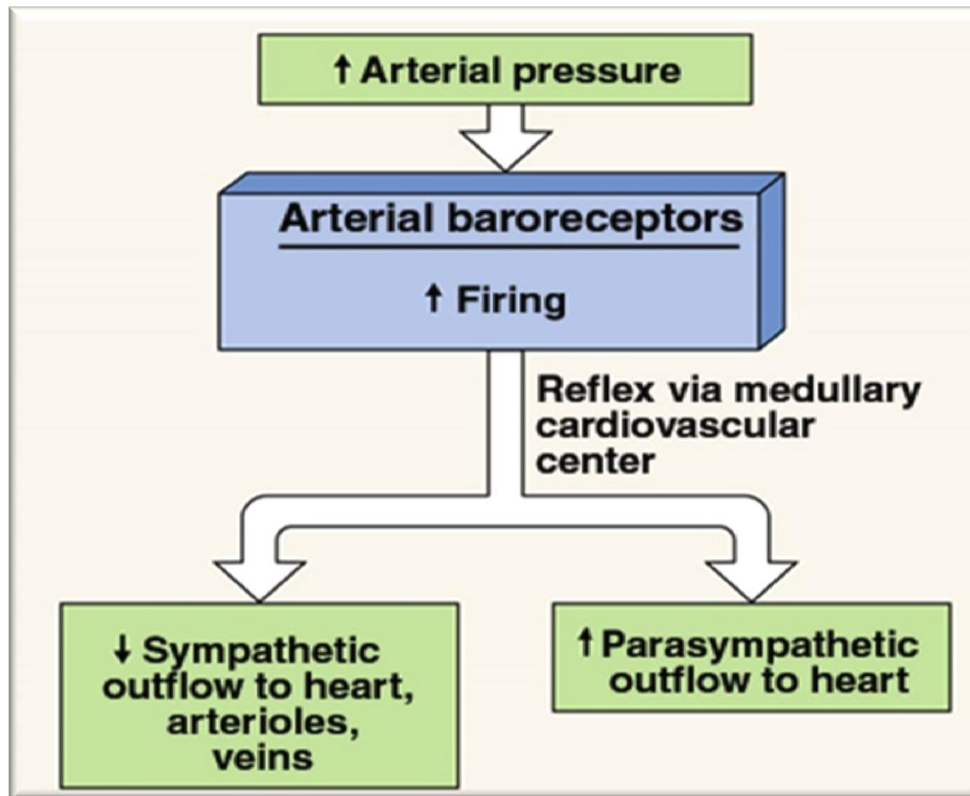 ↑ Arterial pressure
Arterial baroreceptors
↑ Firing
Reflex via medullary
cardiovascular
center
↓ Sympathetic
outflow to heart,
arterioles,
veins
↑ Parasympathetic
outflow to heart